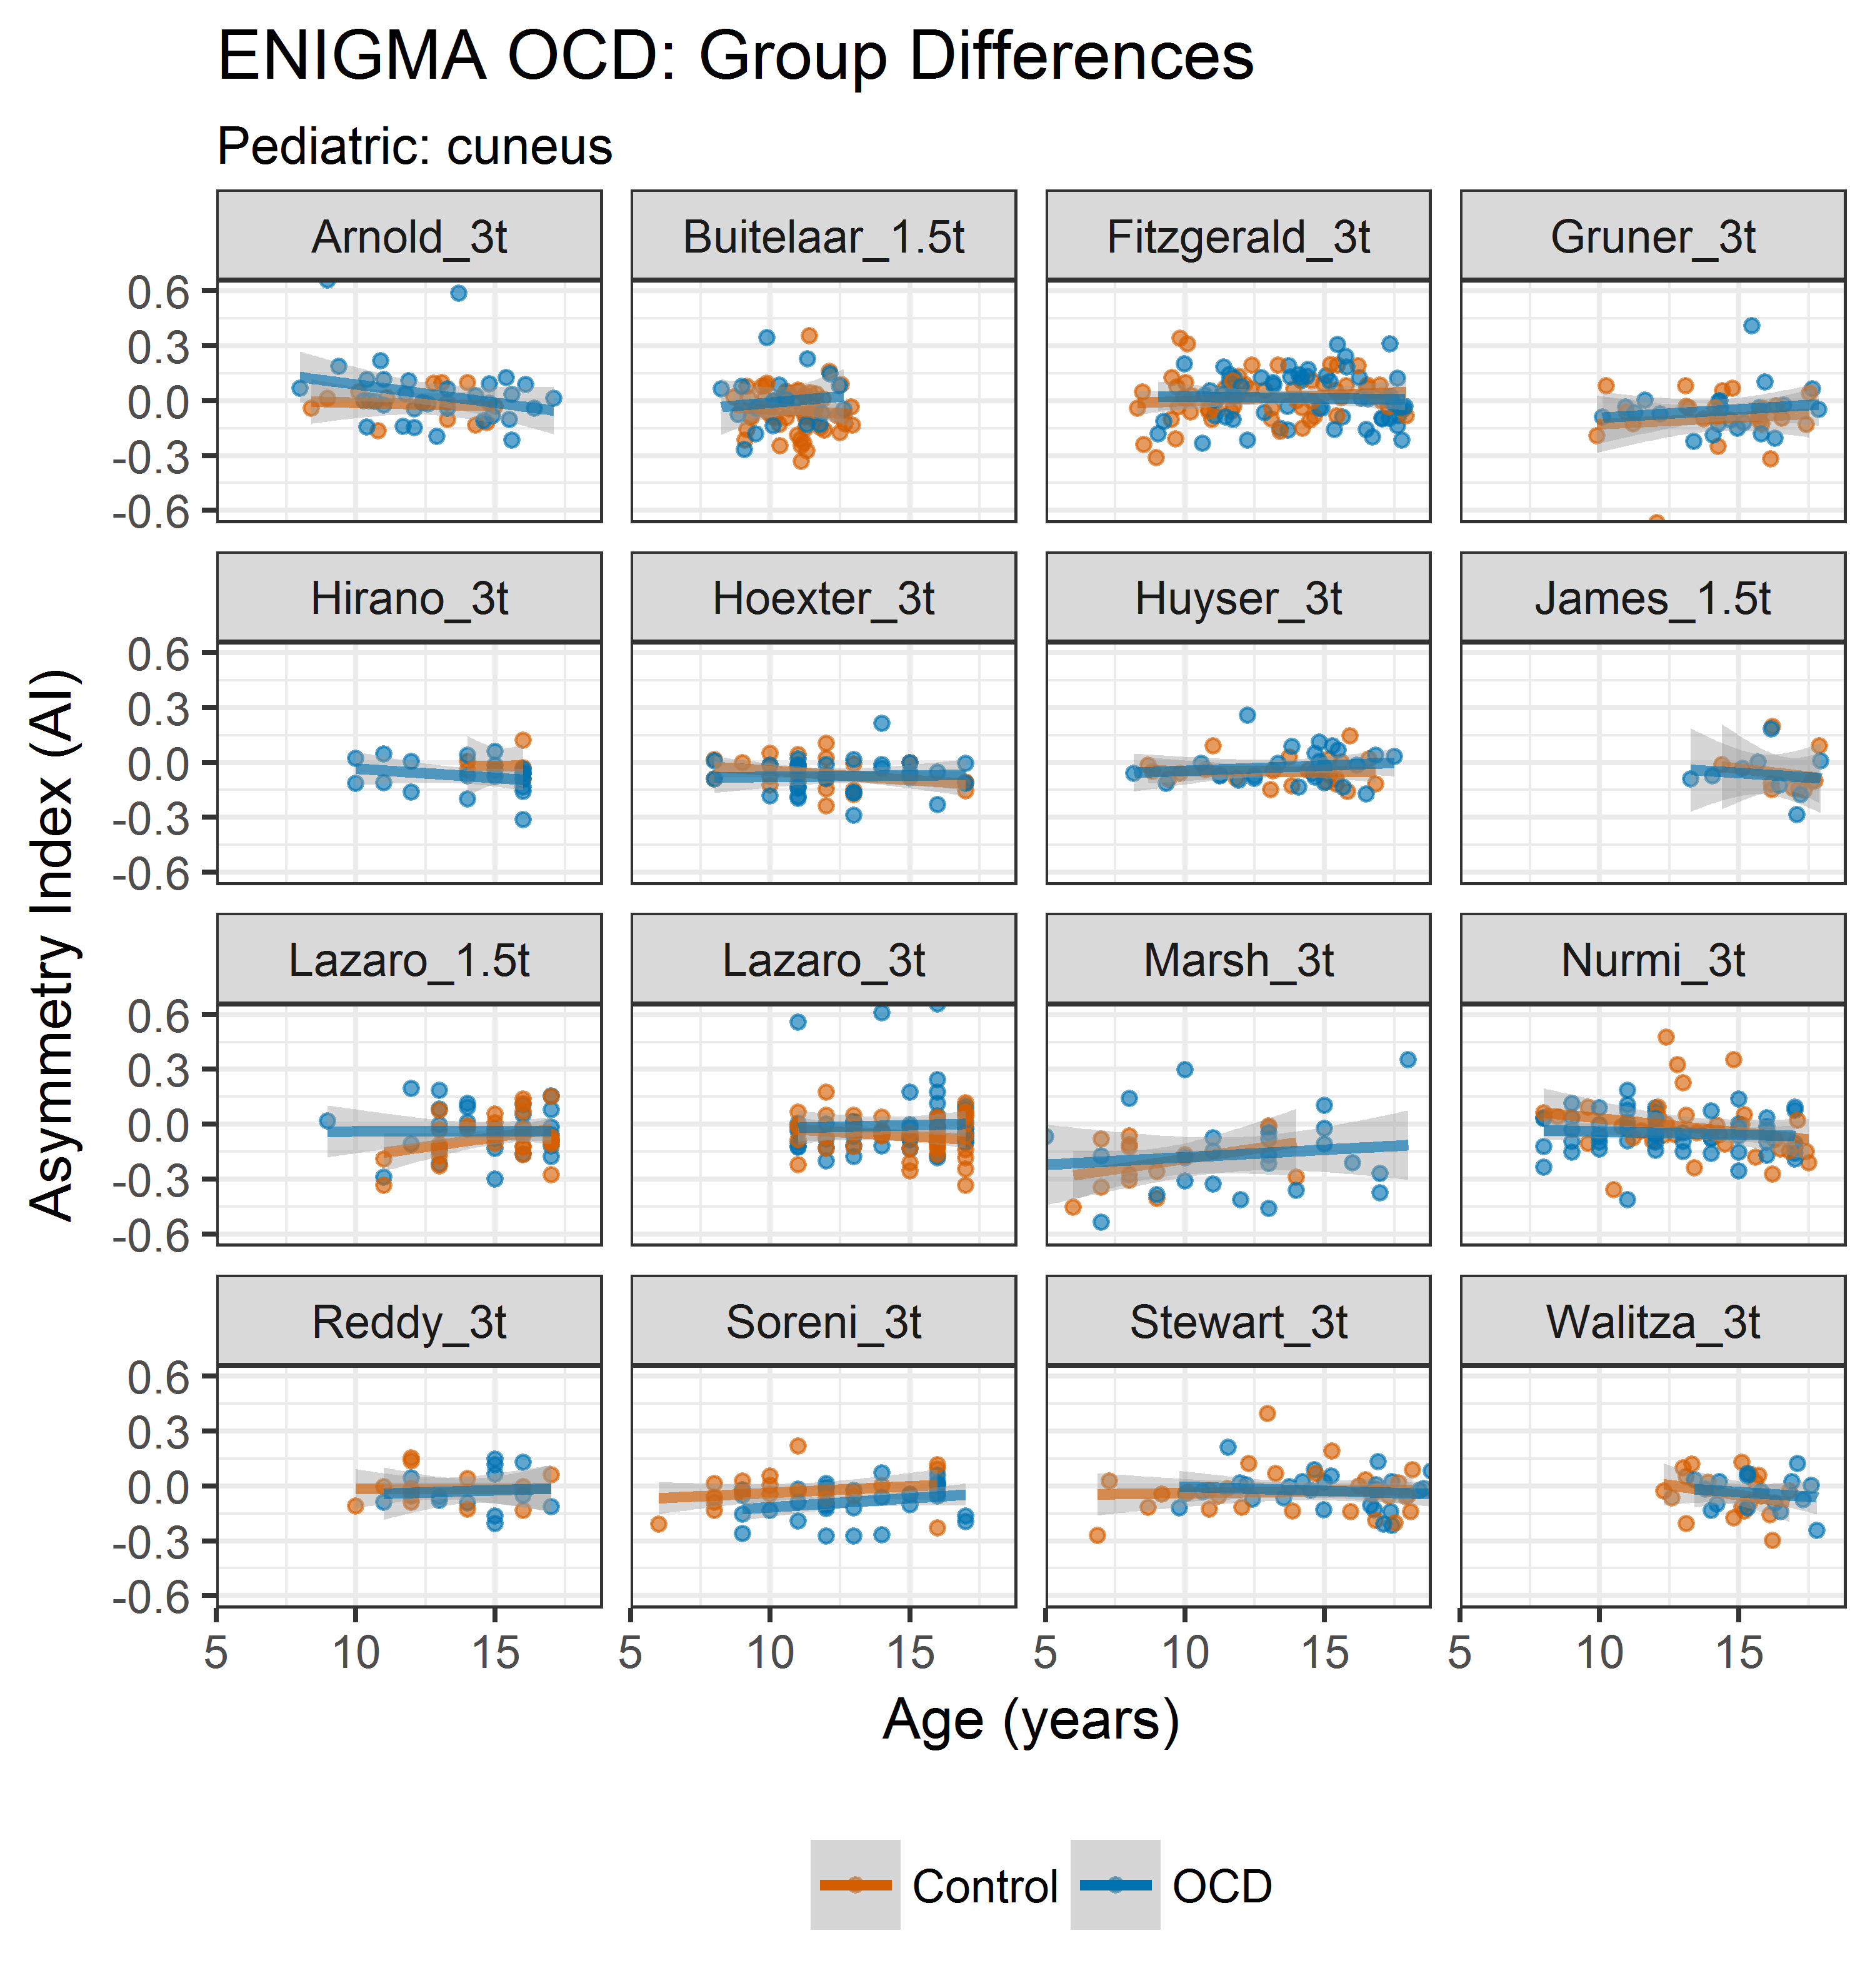 ENIGMA OCD: Group Differences
Pediatric: cuneus
Arnold_3t Buitelaar_1.5t Fitzgerald_3t Gruner_3t
0.6
0.3
0.0
-0.3
-0.6
Hirano_3t Hoexter_3t Huyser_3t James_1.5t
0.6
0.3
0.0
-0.3
-0.6
Asymmetry Index (AI)
Lazaro_1.5t Lazaro_3t Marsh_3t Nurmi_3t
0.6
0.3
0.0
-0.3
-0.6
Reddy_3t Soreni_3t Stewart_3t Walitza_3t
0.6
0.3
0.0
-0.3
-0.6
5 10 15 5 10 15 5 10 15 5 10 15
Age (years)
Control OCD